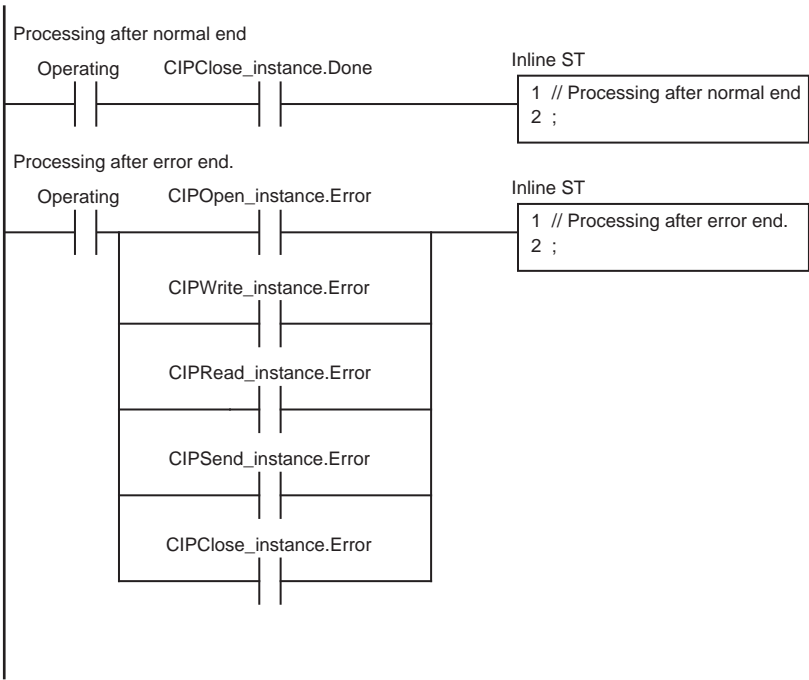 Processing after normal end
Operating CIPClose_instance.Done Inline ST
1 // Processing after normal end
2 ;
Processing after error end.
Operating CIPOpen_instance.Error Inline ST
1 // Processing after error end.
2 ;
CIPWrite_instance.Error
CIPRead_instance.Error
CIPSend_instance.Error
CIPClose_instance.Error